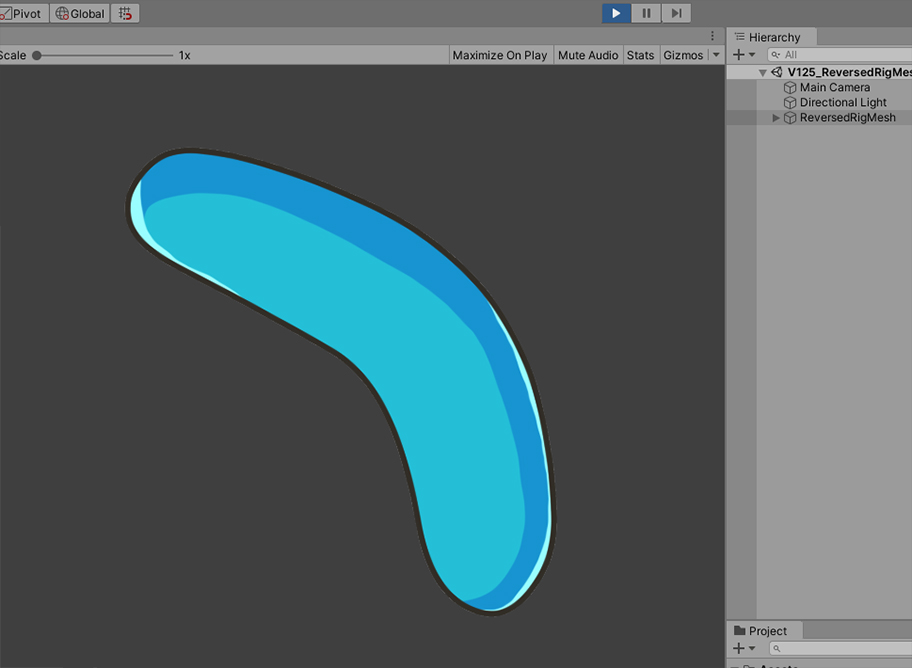 Pivot Global
Scale 1x Maximize On Play Mute Audio Stats Gizmos
Hierarchy
All
V125_ReversedRigMes
Main Camera
Directional Light
ReversedRigMesh
Project
Assets